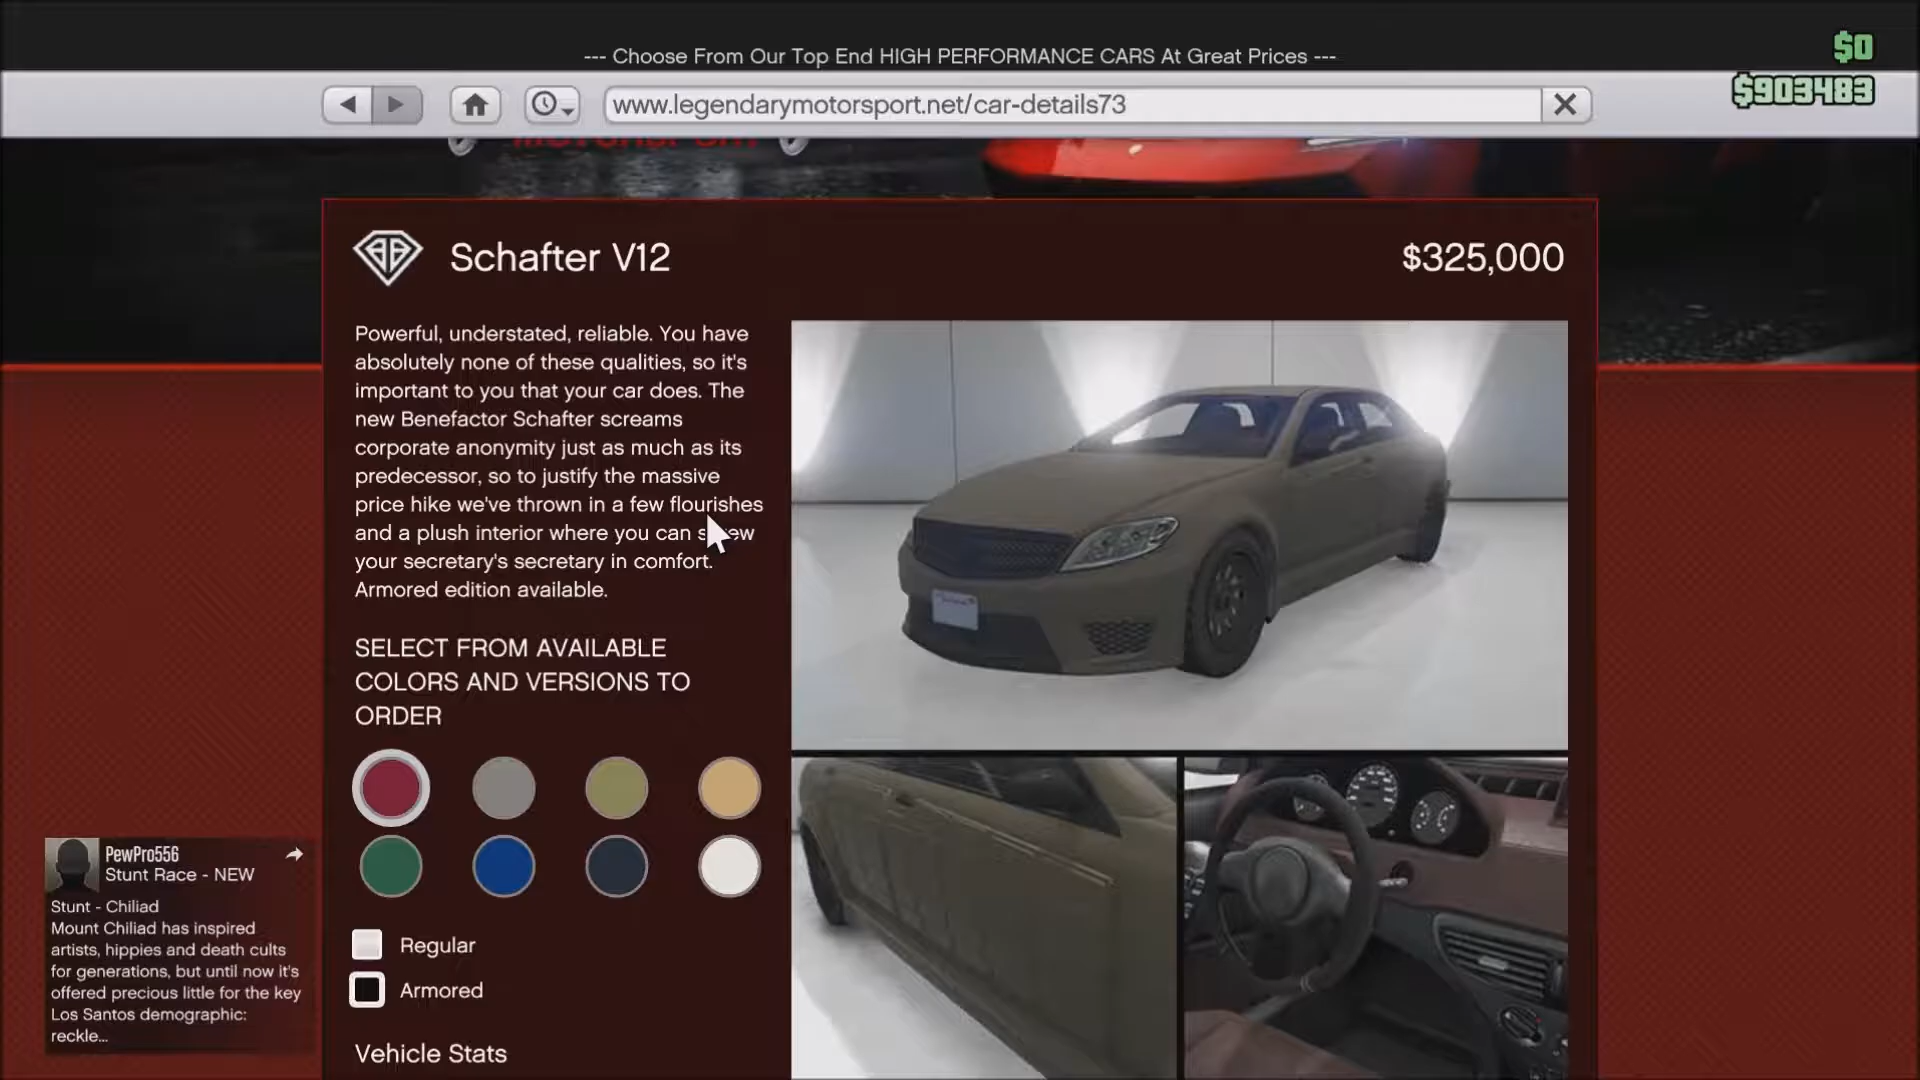 --- Choose From Our Top End HIGH PERFORMANCE CARS At Great Prices ---
$0
$903483
www.legendarymotorsport.net/car-details73
Schafter V12
$325,000
Powerful, understated, reliable. You have
absolutely none of these qualities, so it's
important to you that your car does. The
new Benefactor Schafter screams
corporate anonymity just as much as its
predecessor, so to justify the massive
price hike we've thrown in a few flourishes
and a plush interior where you can
your secretary's secretary in comfort.
Armored edition available.
SELECT FROM AVAILABLE
COLORS AND VERSIONS TO
ORDER
Regular
Armored
Vehicle Stats
PewPro556
Stunt Race - NEW
Stunt - Chiliad
Mount Chiliad has inspired
artists, hippies and death cults
for generations, but until now it's
offered precious little for the key
Los Santos demographic:
reckle...